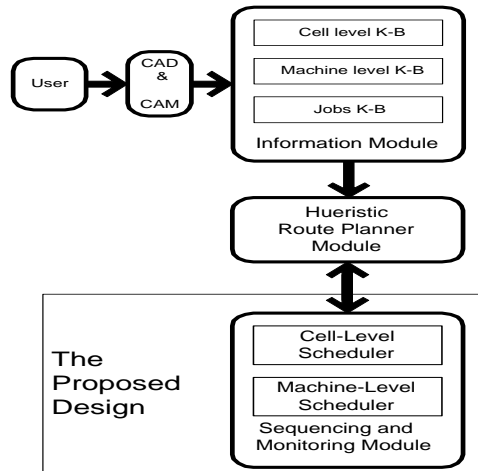 User
CAD
&
CAM
Cell level K-B
Machine level K-B
Jobs K-B
Information Module
Hueristic
Route Planner
Module
The
Proposed
Design
Cell-Level
Scheduler
Machine-Level
Scheduler
Sequencing and
Monitoring Module